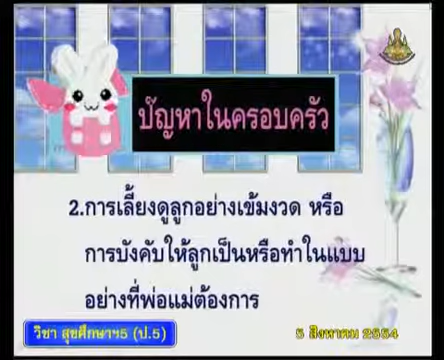 ปัญหาในครอบครัว
2.การเลี้ยงดูลูกอย่างเข้มงวด หรือ
การบังคับให้ลูกเป็นหรือทำในแบบ
อย่างที่พ่อแม่ต้องการ
วิชา สุขศึกษาฯ5 (ป.5)
5 สิงหาคม 2554